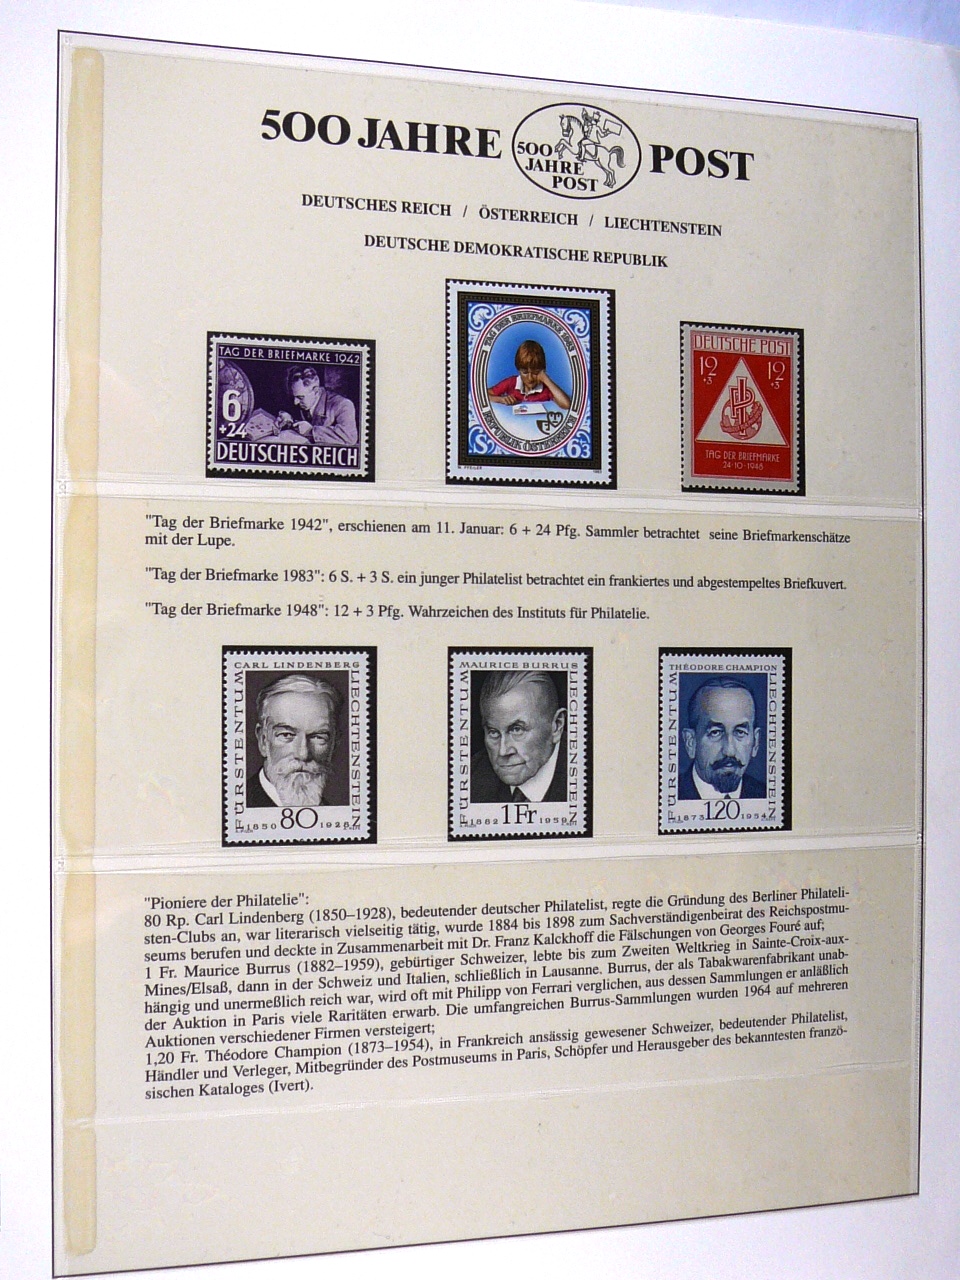 500 JAHRE POST
500
JAHRE
POST
DEUTSCHES REICH / ÖSTERREICH / LIECHTENSTEIN
DEUTSCHE DEMOKRATISCHE REPUBLIK
TAG DER BRIEFMARKE 1942
6
+24
DEUTSCHES REICH
TAG DER BRIEFMARKE 1983
REPUBLIK ÖSTERREICH
S6+3
DEUTSCHE POST
12 12
+3 +3
TAG DER BRIEFMARKE
24·10·1948
"Tag der Briefmarke 1942", erschienen am 11. Januar: 6 + 24 Pfg. Sammler betrachtet seine Briefmarkenschätze
mit der Lupe.
"Tag der Briefmarke 1983": 6 S. + 3 S. ein junger Philatelist betrachtet ein frankiertes und abgestempeltes Briefkuvert.
"Tag der Briefmarke 1948": 12 + 3 Pfg. Wahrzeichen des Instituts für Philatelie.
CARL LINDENBERG
FÜRSTENTUM
LIECHTENSTEIN
1850 80 1928
MAURICE BURRUS
FÜRSTENTUM
LIECHTENSTEIN
1882 1Fr 1959
THÉODORE CHAMPION
FÜRSTENTUM
LIECHTENSTEIN
1873 120 1954
"Pioniere der Philatelie":
80 Rp. Carl Lindenberg (1850–1928), bedeutender deutscher Philatelist, regte die Gründung des Berliner Philateli-
sten-Clubs an, war literarisch vielseitig tätig, wurde 1884 bis 1898 zum Sachverständigenbeirat des Reichspostmu-
seums berufen und deckte in Zusammenarbeit mit Dr. Franz Kalckhoff die Fälschungen von Georges Fouré auf;
1 Fr. Maurice Burrus (1882–1959), gebürtiger Schweizer, lebte bis zum Zweiten Weltkrieg in Sainte-Croix-aux-
Mines/Elsaß, dann in der Schweiz und Italien, schließlich in Lausanne. Burrus, der als Tabakwarenfabrikant unab-
hängig und unermeßlich reich war, wird oft mit Philipp von Ferrari verglichen, aus dessen Sammlungen er anläßlich
der Auktion in Paris viele Raritäten erwarb. Die umfangreichen Burrus-Sammlungen wurden 1964 auf mehreren
Auktionen verschiedener Firmen versteigert;
1,20 Fr. Théodore Champion (1873–1954), in Frankreich ansässig gewesener Schweizer, bedeutender Philatelist,
Händler und Verleger, Mitbegründer des Postmuseums in Paris, Schöpfer und Herausgeber des bekanntesten franzö-
sischen Kataloges (Ivert).